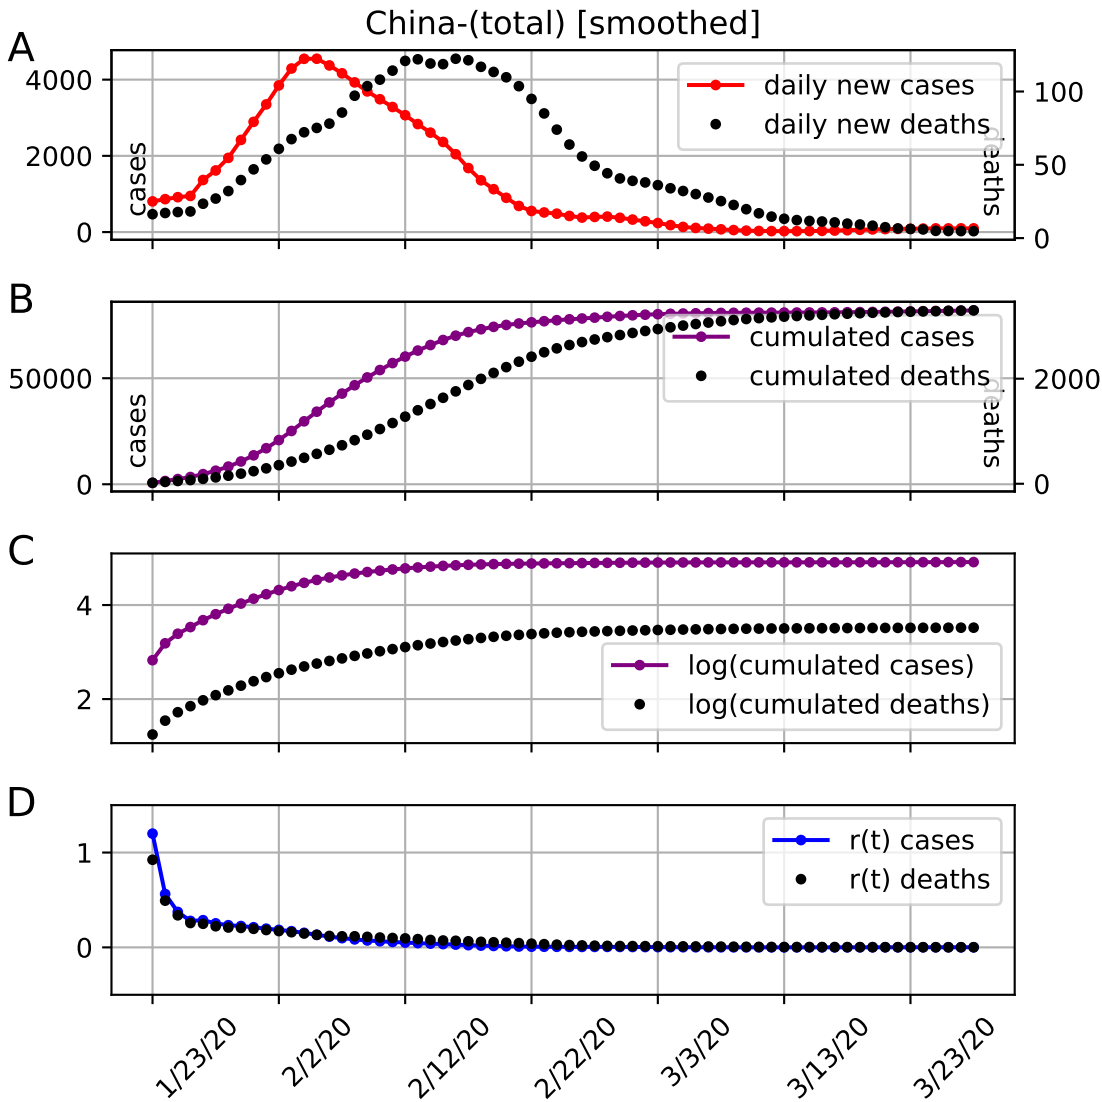 China-(total) [smoothed]
A
4000
2000
0
cases
daily new cases
daily new deaths
100
50
0
deaths
B
50000
0
cases
cumulated cases
cumulated deaths
2000
0
deaths
C
4
2
log(cumulated cases)
log(cumulated deaths)
D
1
0
r(t) cases
r(t) deaths
1/23/20
2/2/20
2/12/20
2/22/20
3/3/20
3/13/20
3/23/20